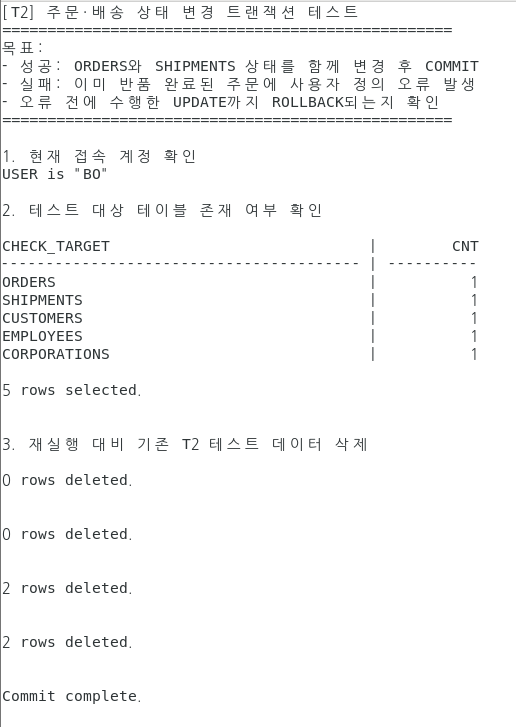 [T2] 주문·배송 상태 변경 트랜잭션 테스트
==================================================
목표:
- 성공: ORDERS와 SHIPMENTS 상태를 함께 변경 후 COMMIT
- 실패: 이미 반품 완료된 주문에 사용자 정의 오류 발생
- 오류 전에 수행한 UPDATE까지 ROLLBACK되는지 확인
==================================================
1. 현재 접속 계정 확인
USER is "BO"
2. 테스트 대상 테이블 존재 여부 확인
CHECK_TARGET | CNT
---------------------------------------- | ----------
ORDERS | 1
SHIPMENTS | 1
CUSTOMERS | 1
EMPLOYEES | 1
CORPORATIONS | 1
5 rows selected.
3. 재실행 대비 기존 T2 테스트 데이터 삭제
0 rows deleted.
0 rows deleted.
2 rows deleted.
2 rows deleted.
Commit complete.